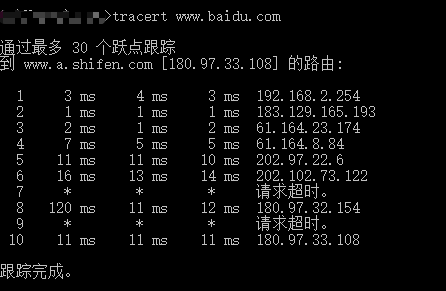 >tracert www.baidu.com
通过最多 30 个跃点跟踪
到 www.a.shifen.com [180.97.33.108] 的路由:
1 3 ms 4 ms 3 ms 192.168.2.254
2 1 ms 1 ms 1 ms 183.129.165.193
3 2 ms 1 ms 2 ms 61.164.23.174
4 7 ms 5 ms 5 ms 61.164.8.84
5 11 ms 11 ms 10 ms 202.97.22.6
6 16 ms 13 ms 14 ms 202.102.73.122
7 * * * 请求超时。
8 120 ms 11 ms 12 ms 180.97.32.154
9 * * * 请求超时。
10 11 ms 11 ms 11 ms 180.97.33.108
跟踪完成。